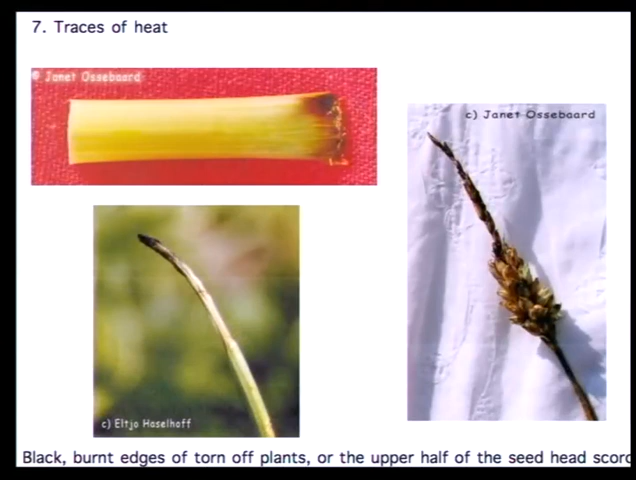 7. Traces of heat
© Janet Ossebaard
c) Janet Ossebaard
c) Eltjo Haselhoff
Black, burnt edges of torn off plants, or the upper half of the seed head